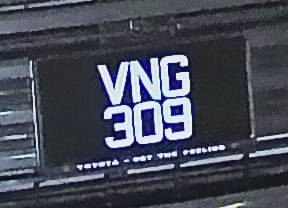 VNG
309
TOYOTA - GET THE FEELING